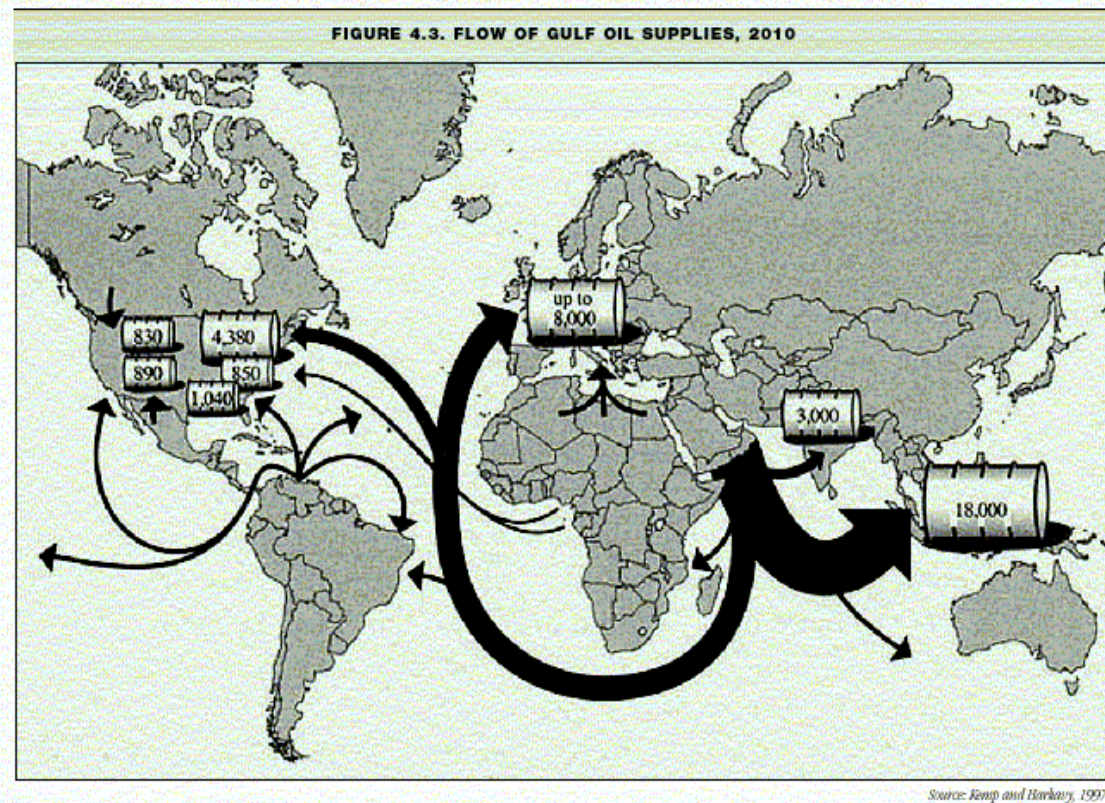 FIGURE 4.3. FLOW OF GULF OIL SUPPLIES, 2010
up to
8,000
830
4,380
890
850
1,040
3,000
18,000
Source: Kemp and Harkavy, 1997